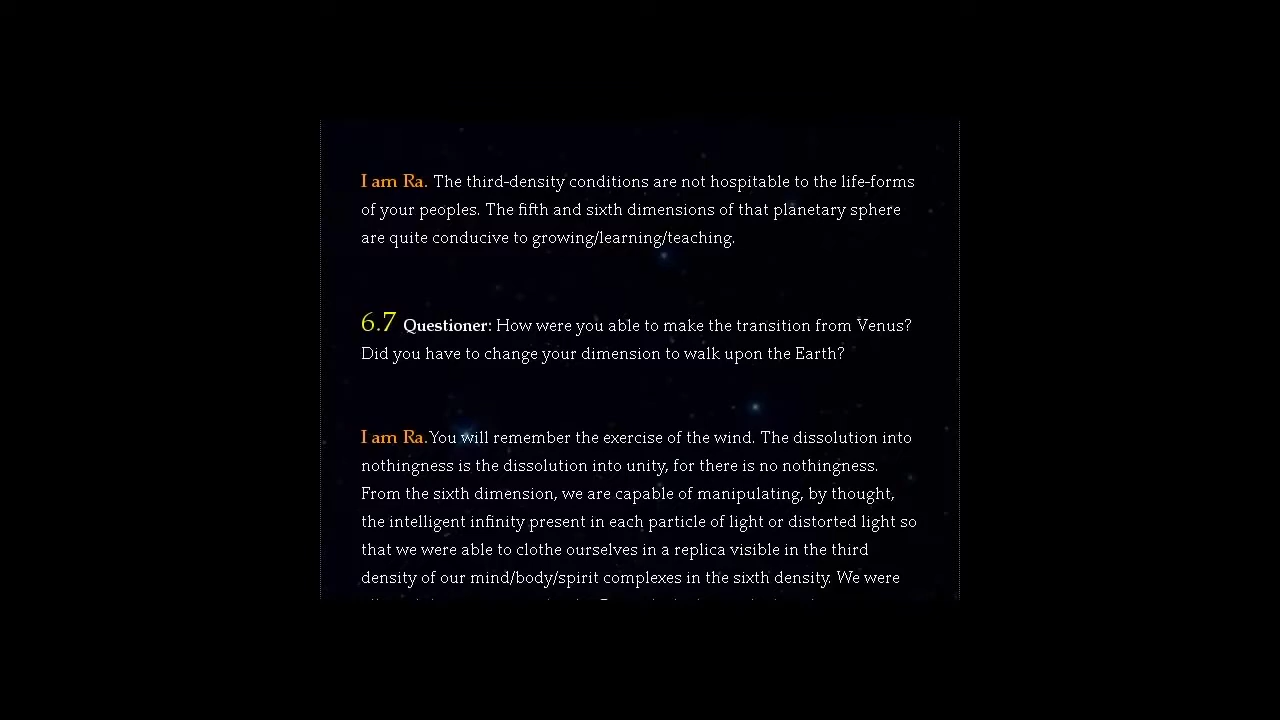 I am Ra. The third-density conditions are not hospitable to the life-forms
of your peoples. The fifth and sixth dimensions of that planetary sphere
are quite conducive to growing/learning/teaching.
6.7 Questioner: How were you able to make the transition from Venus?
Did you have to change your dimension to walk upon the Earth?
I am Ra.You will remember the exercise of the wind. The dissolution into
nothingness is the dissolution into unity, for there is no nothingness.
From the sixth dimension, we are capable of manipulating, by thought,
the intelligent infinity present in each particle of light or distorted light so
that we were able to clothe ourselves in a replica visible in the third
density of our mind/body/spirit complexes in the sixth density. We were